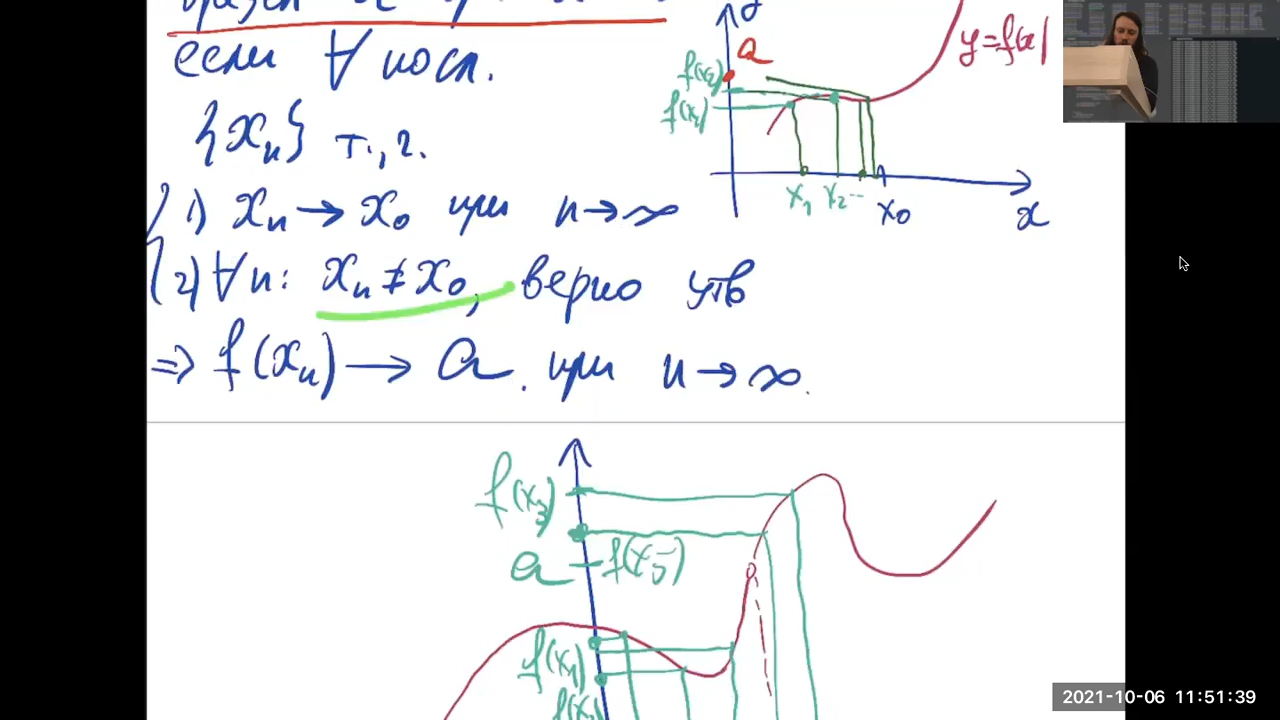 если ∀ посл.
{xₙ} т.,ч.
1) xₙ → x₀ при n→∞
2) ∀n: xₙ ≠ x₀, верно утв
⇒ f(xₙ) → a. при n→∞.
a
y=f(x)
f(x₂)
f(x₁)
x₁ x₂ ...
x₀
x
f(x₃)
a
f(x₅)
f(x₁)
2021-10-06 11:51:39